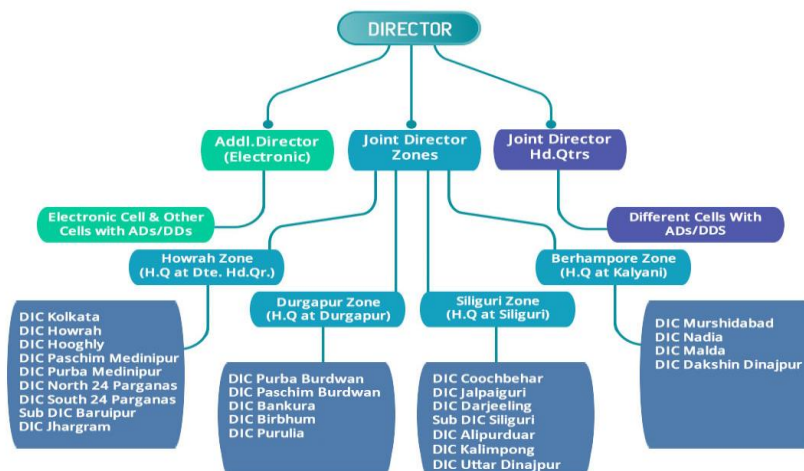 DIRECTOR
Addl.Director
(Electronic)
Joint Director
Zones
Joint Director
Hd.Qtrs
Electronic Cell & Other
Cells with ADs/DDs
Different Cells With
ADs/DDS
Howrah Zone
(H.Q at Dte. Hd.Qr.)
Berhampore Zone
(H.Q at Kalyani)
Durgapur Zone
(H.Q at Durgapur)
Siliguri Zone
(H.Q at Siliguri)
DIC Kolkata
DIC Howrah
DIC Hooghly
DIC Paschim Medinipur
DIC Purba Medinipur
DIC North 24 Parganas
DIC South 24 Parganas
Sub DIC Baruipur
DIC Jhargram
DIC Purba Burdwan
DIC Paschim Burdwan
DIC Bankura
DIC Birbhum
DIC Purulia
DIC Coochbehar
DIC Jalpaiguri
DIC Darjeeling
Sub DIC Siliguri
DIC Alipurduar
DIC Kalimpong
DIC Uttar Dinajpur
DIC Murshidabad
DIC Nadia
DIC Malda
DIC Dakshin Dinajpur